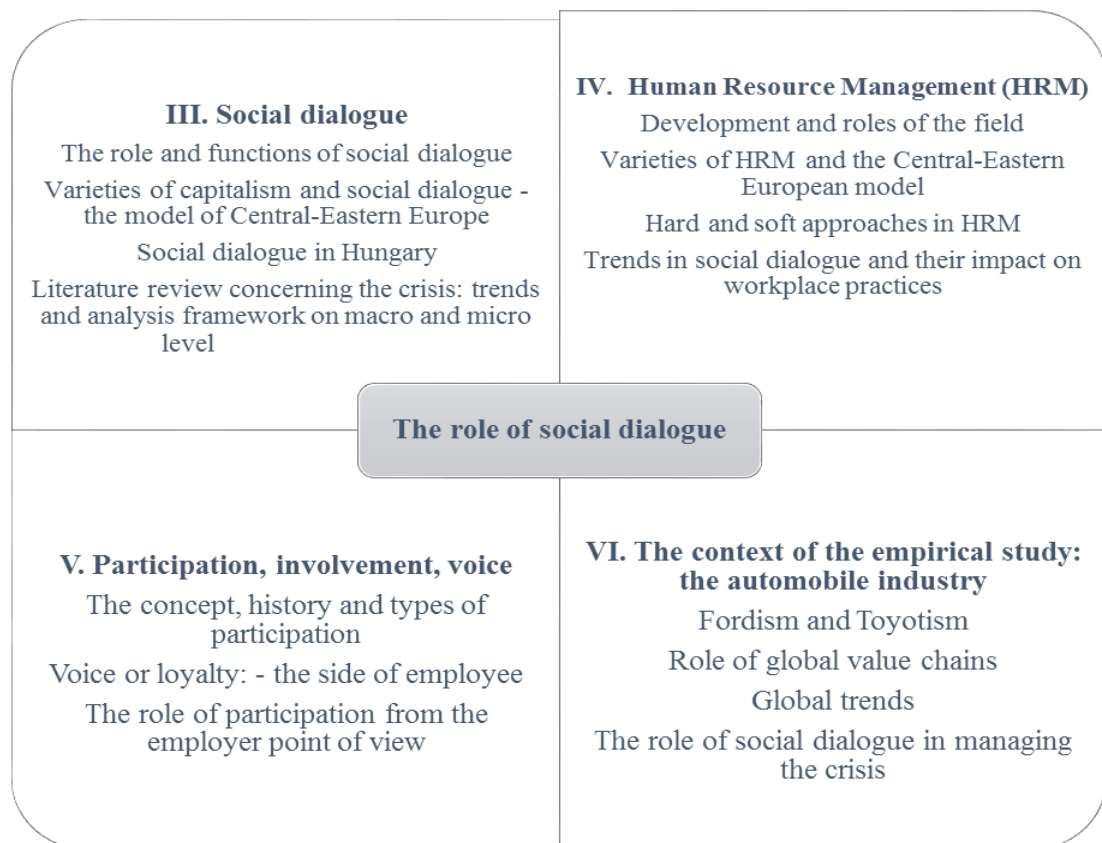 III. Social dialogue
The role and functions of social dialogue
Varieties of capitalism and social dialogue -
the model of Central-Eastern Europe
Social dialogue in Hungary
Literature review concerning the crisis: trends
and analysis framework on macro and micro
level
IV. Human Resource Management (HRM)
Development and roles of the field
Varieties of HRM and the Central-Eastern
European model
Hard and soft approaches in HRM
Trends in social dialogue and their impact on
workplace practices
The role of social dialogue
V. Participation, involvement, voice
The concept, history and types of
participation
Voice or loyalty: - the side of employee
The role of participation from the
employer point of view
VI. The context of the empirical study:
the automobile industry
Fordism and Toyotism
Role of global value chains
Global trends
The role of social dialogue in managing
the crisis